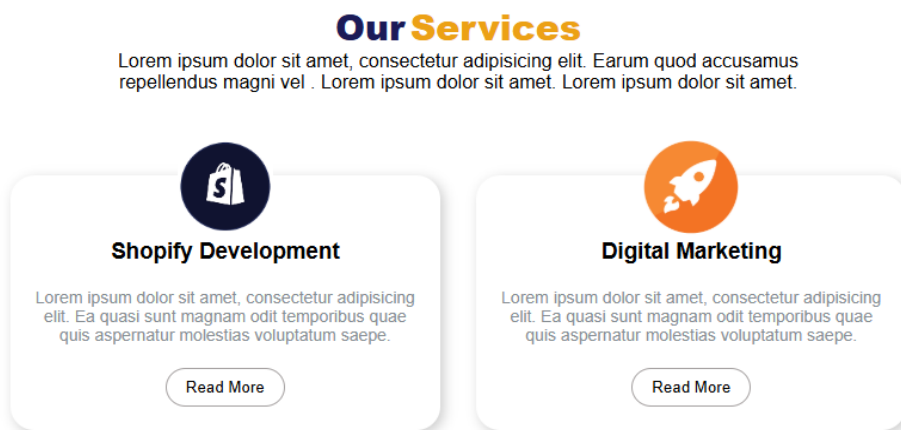 Our Services
Lorem ipsum dolor sit amet, consectetur adipisicing elit. Earum quod accusamus
repellendus magni vel . Lorem ipsum dolor sit amet. Lorem ipsum dolor sit amet.
S
Shopify Development
Lorem ipsum dolor sit amet, consectetur adipisicing
elit. Ea quasi sunt magnam odit temporibus quae
quis aspernatur molestias voluptatum saepe.
Read More
Digital Marketing
Lorem ipsum dolor sit amet, consectetur adipisicing
elit. Ea quasi sunt magnam odit temporibus quae
quis aspernatur molestias voluptatum saepe.
Read More